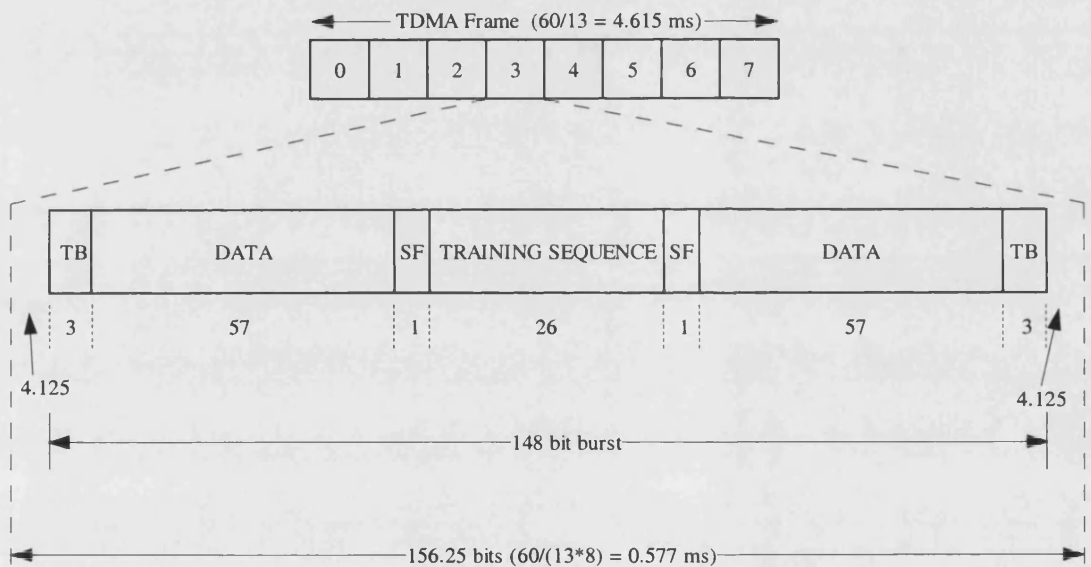 TDMA Frame (60/13 = 4.615 ms)
0 1 2 3 4 5 6 7
TB DATA SF TRAINING SEQUENCE SF DATA TB
3 57 1 26 1 57 3
4.125 4.125
148 bit burst
156.25 bits (60/(13*8) = 0.577 ms)